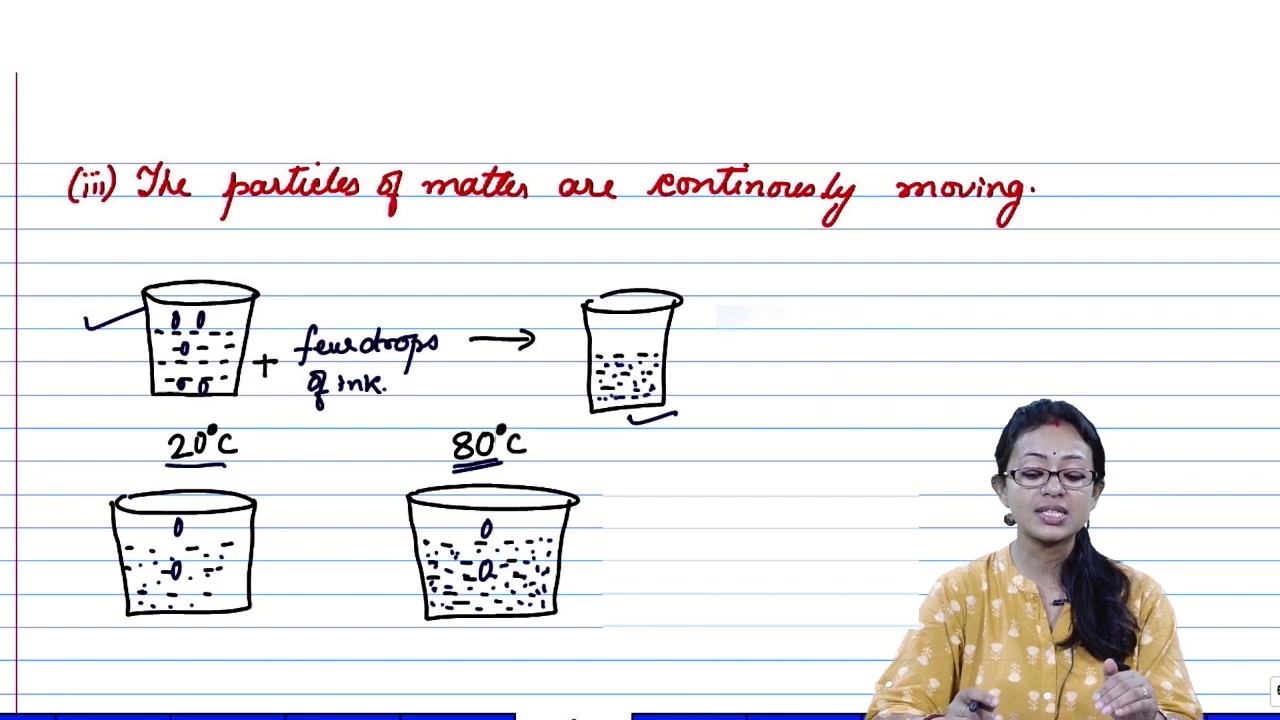 (iii) The particles of matter are continously moving.
+ few drops
of ink.
20°C 80°C